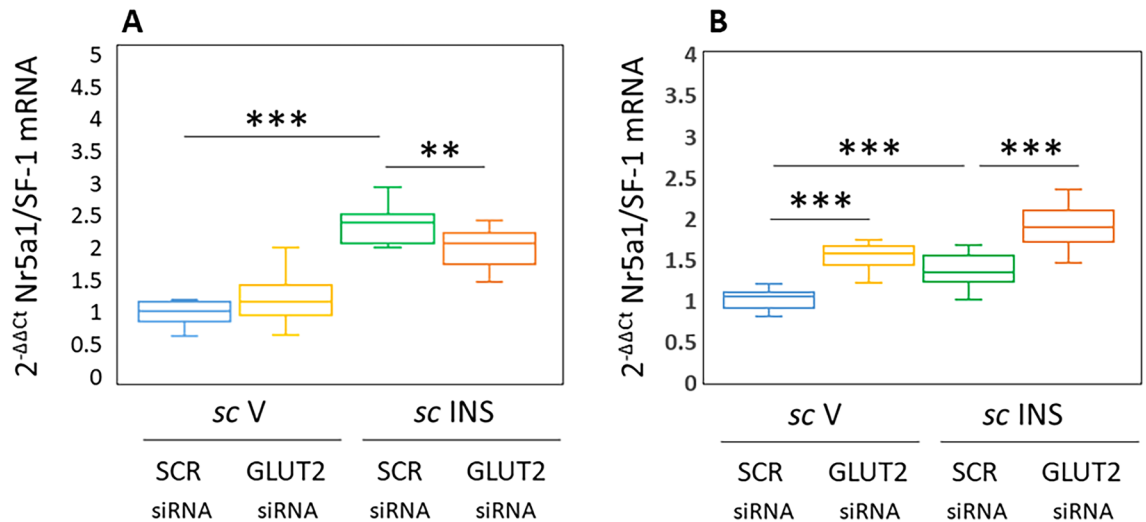 A
2-ΔΔCt Nr5a1/SF-1 mRNA
5
4.5
4
3.5
3
2.5
2
1.5
1
0.5
0
***
**
sc V sc INS
SCR GLUT2 SCR GLUT2
siRNA siRNA siRNA siRNA
B
2-ΔΔCt Nr5a1/SF-1 mRNA
4
3.5
3
2.5
2
1.5
1
0.5
0
*** ***
***
sc V sc INS
SCR GLUT2 SCR GLUT2
siRNA siRNA siRNA siRNA